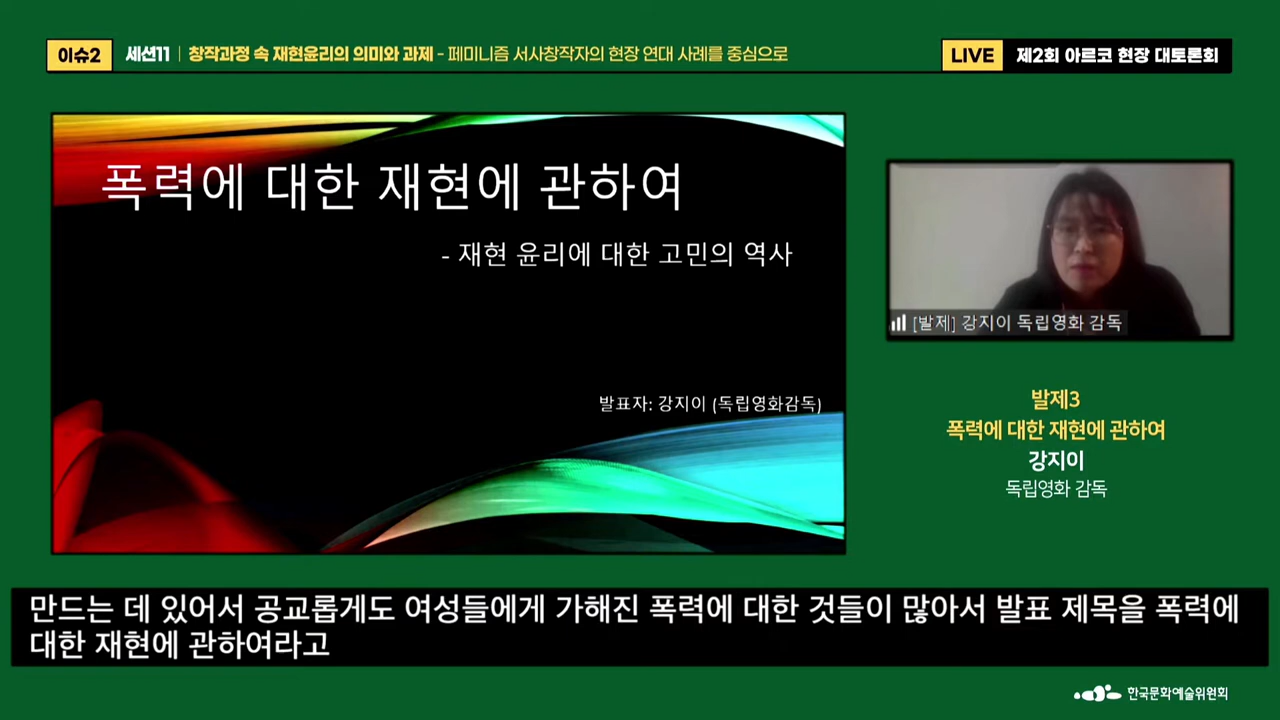 이슈2 세션11 | 창작과정 속 재현윤리의 의미와 과제 - 페미니즘 서사창작자의 현장 연대 사례를 중심으로
LIVE 제2회 아르코 현장 대토론회
폭력에 대한 재현에 관하여
- 재현 윤리에 대한 고민의 역사
발표자: 강지이 (독립영화감독)
[발제] 강지이 독립영화 감독
발제3
폭력에 대한 재현에 관하여
강지이
독립영화 감독
만드는 데 있어서 공교롭게도 여성들에게 가해진 폭력에 대한 것들이 많아서 발표 제목을 폭력에
대한 재현에 관하여라고
한국문화예술위원회